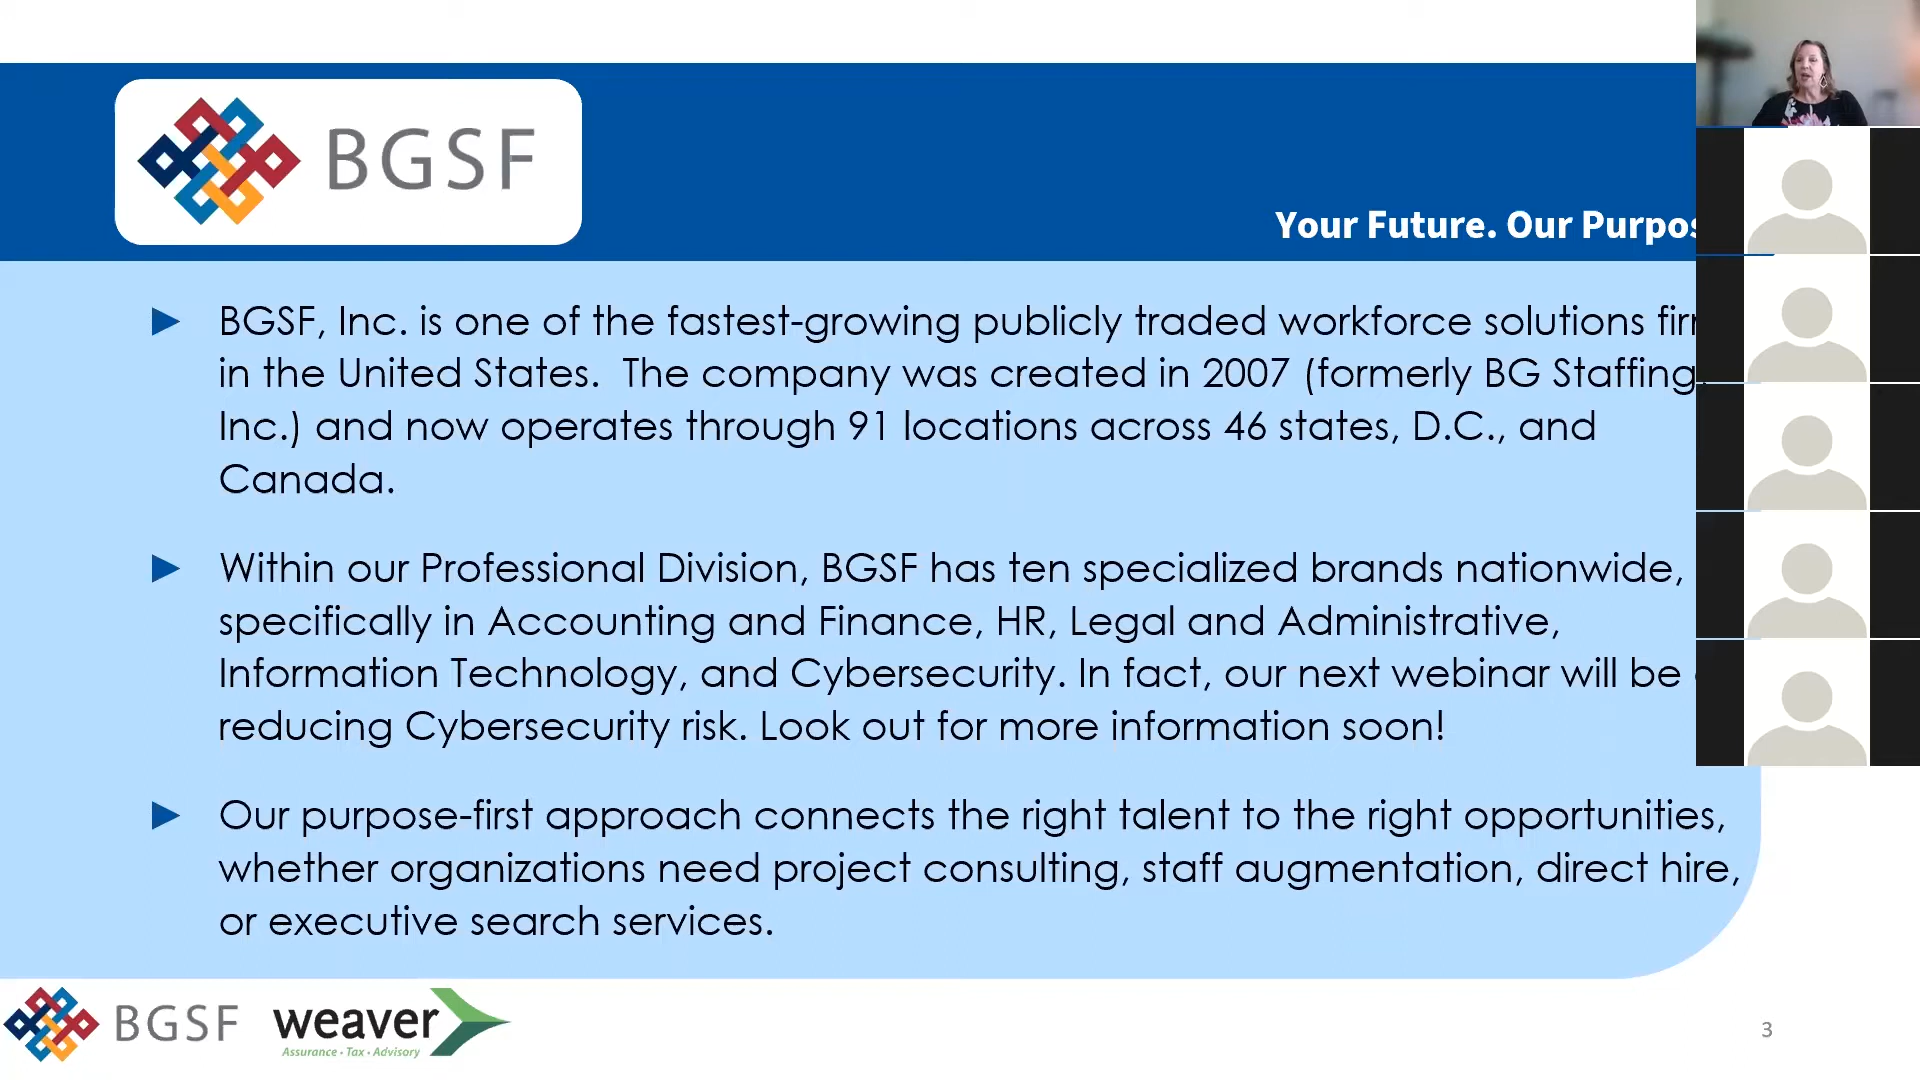 BGSF
Your Future. Our Purpos
BGSF, Inc. is one of the fastest-growing publicly traded workforce solutions
in the United States. The company was created in 2007 (formerly BG Staffing,
Inc.) and now operates through 91 locations across 46 states, D.C., and
Canada.
Within our Professional Division, BGSF has ten specialized brands nationwide,
specifically in Accounting and Finance, HR, Legal and Administrative,
Information Technology, and Cybersecurity. In fact, our next webinar will be
reducing Cybersecurity risk. Look out for more information soon!
Our purpose-first approach connects the right talent to the right opportunities,
whether organizations need project consulting, staff augmentation, direct hire,
or executive search services.
BGSF
weaver
Assurance • Tax • Advisory
3